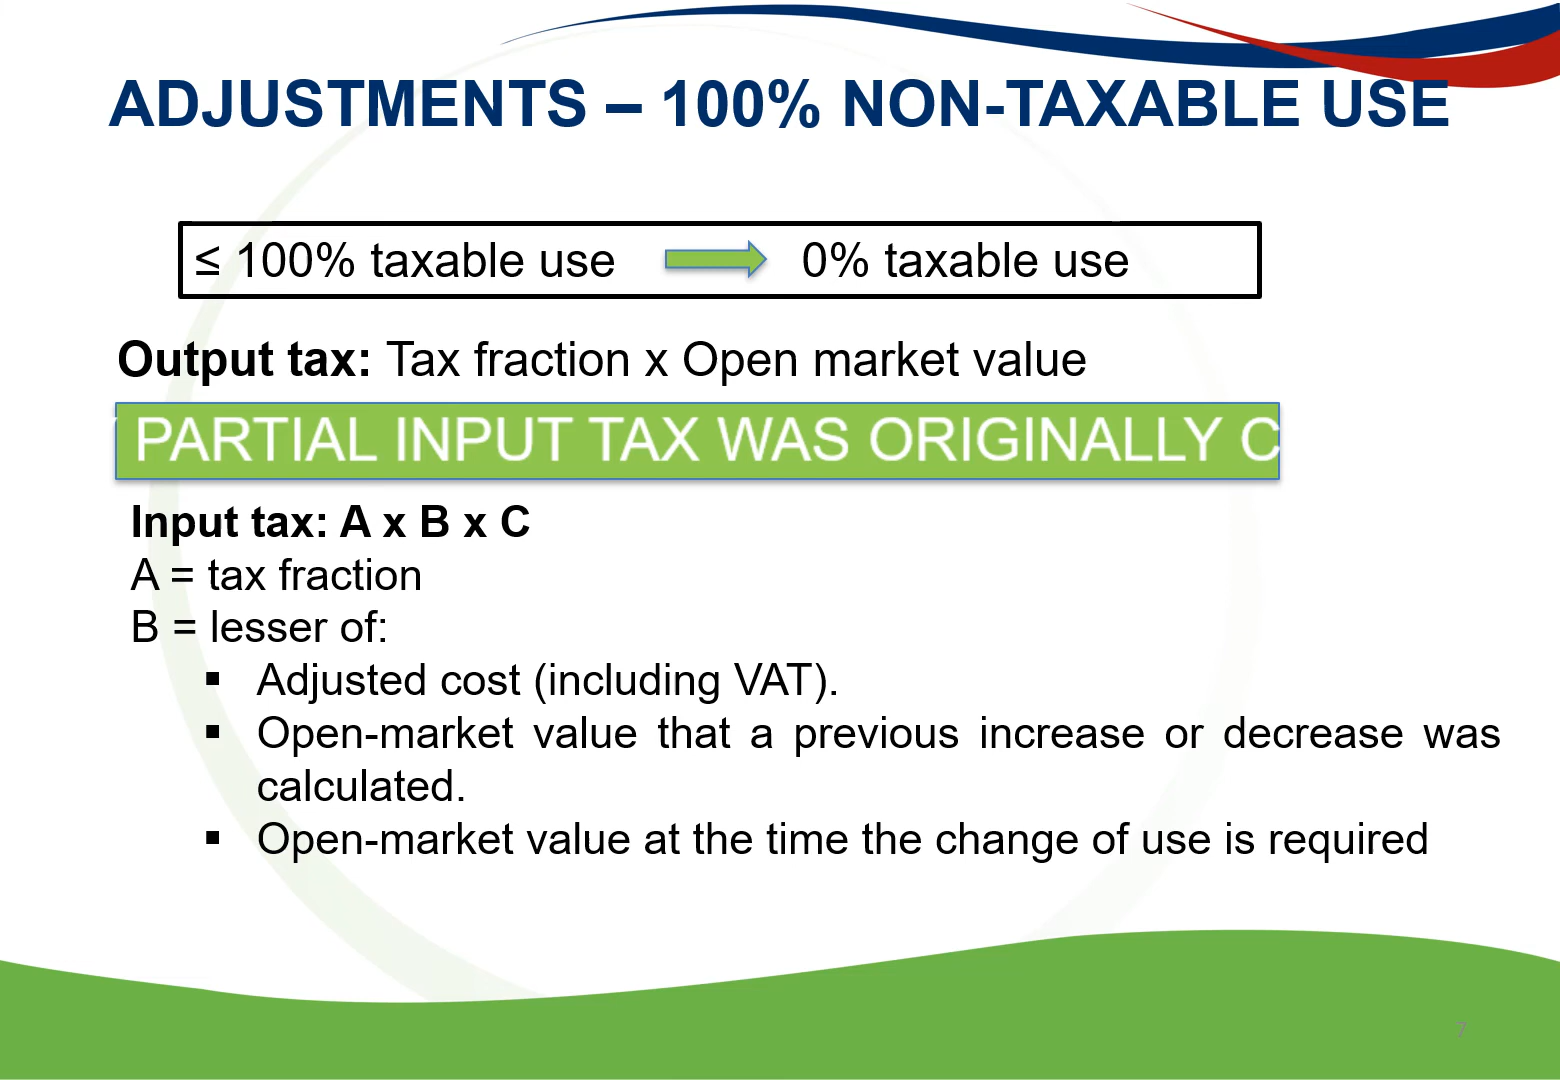 ADJUSTMENTS – 100% NON-TAXABLE USE
≤ 100% taxable use 0% taxable use
Output tax: Tax fraction x Open market value
PARTIAL INPUT TAX WAS ORIGINALLY C
Input tax: A x B x C
A = tax fraction
B = lesser of:
▪ Adjusted cost (including VAT).
▪ Open-market value that a previous increase or decrease was
calculated.
▪ Open-market value at the time the change of use is required
7